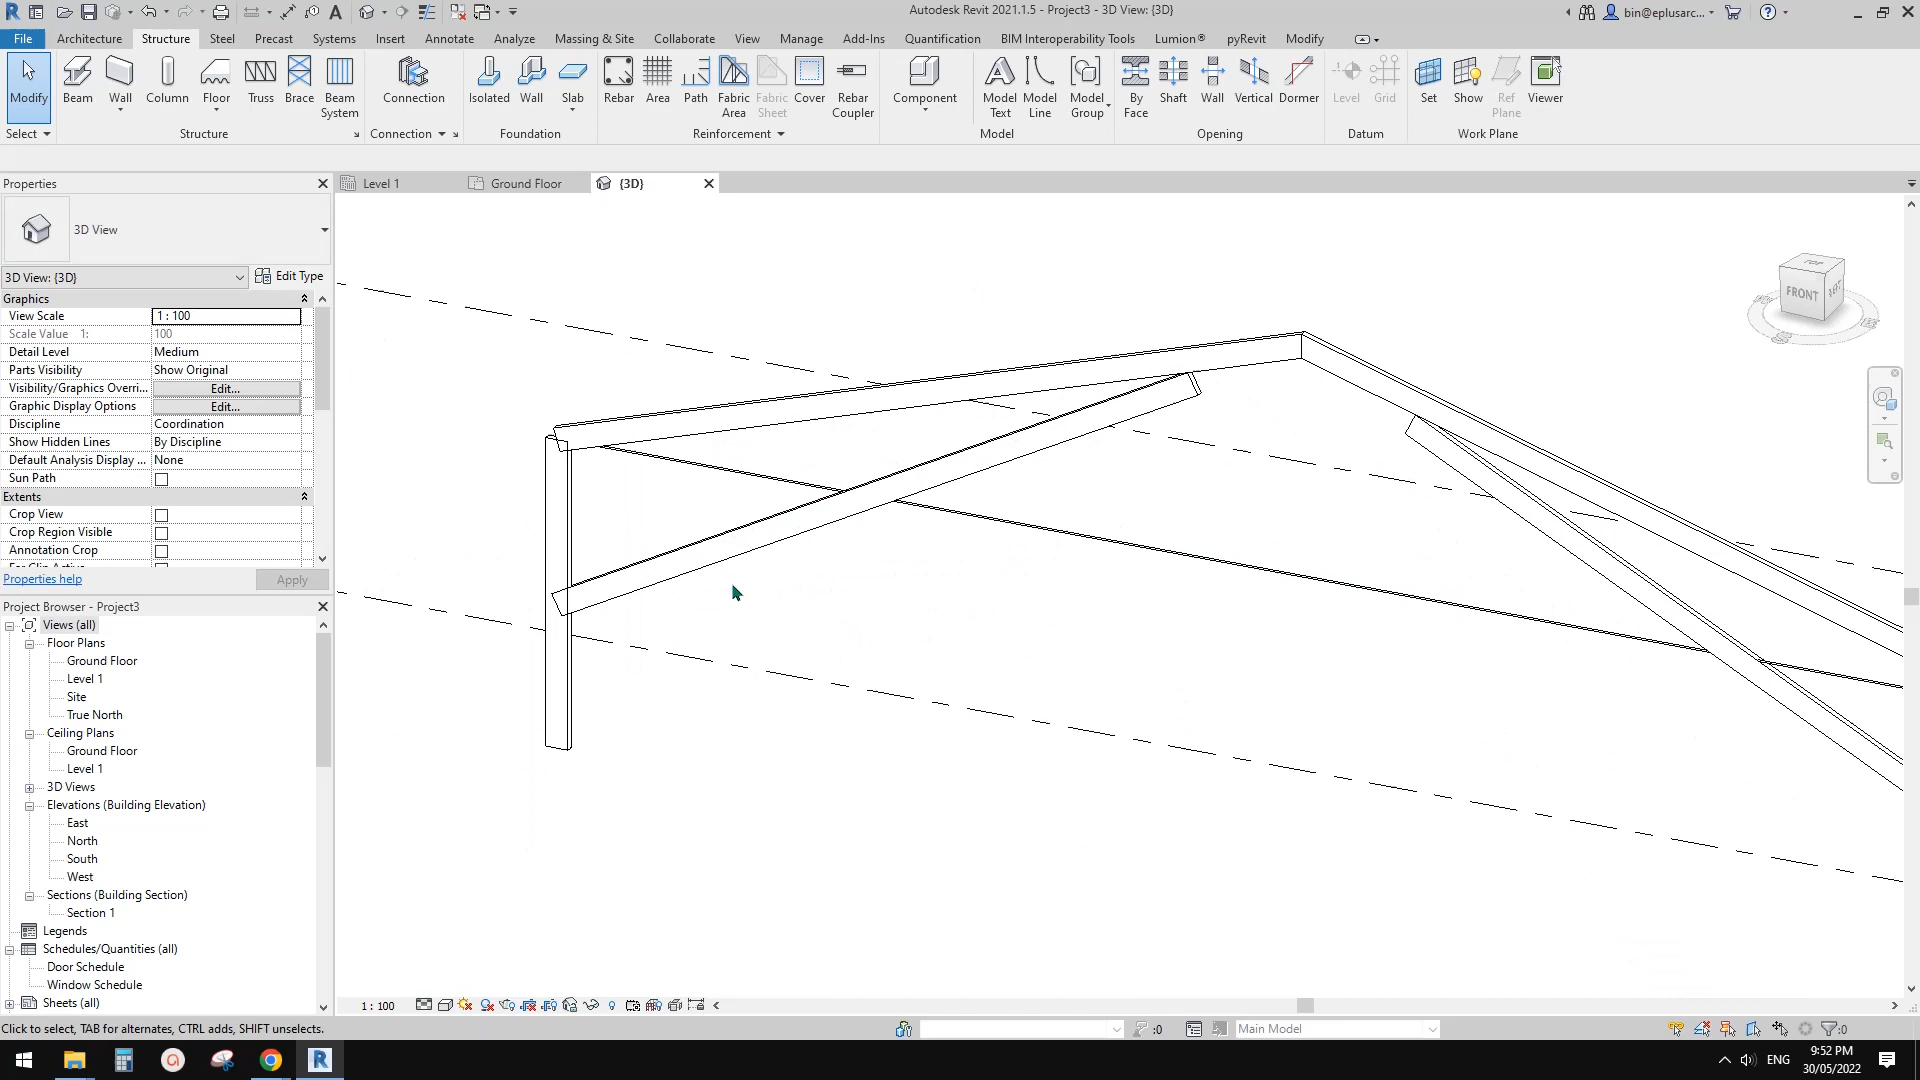 Autodesk Revit 2021.1.5 - Project3 - 3D View: {3D}
bin@eplusarc...
File Architecture Structure Steel Precast Systems Insert Annotate Analyze Massing & Site Collaborate View Manage Add-Ins Quantification BIM Interoperability Tools Lumion® pyRevit Modify
Modify Beam Wall Column Floor Truss Brace Beam System Connection Isolated Wall Slab Rebar Area Path Fabric Area Fabric Sheet Cover Rebar Coupler Component Model Text Model Line Model Group By Face Shaft Wall Vertical Dormer Level Grid Set Show Ref Plane Viewer
Select Structure Connection Foundation Reinforcement Model Opening Datum Work Plane
Properties
Level 1
Ground Floor
{3D}
3D View
3D View: {3D}
Edit Type
Graphics
View Scale 1 : 100
Scale Value 1: 100
Detail Level Medium
Parts Visibility Show Original
Visibility/Graphics Overri... Edit...
Graphic Display Options Edit...
Discipline Coordination
Show Hidden Lines By Discipline
Default Analysis Display ... None
Sun Path
Extents
Crop View
Crop Region Visible
Annotation Crop
Properties help
Apply
FRONT
TOP
Project Browser - Project3
Views (all)
Floor Plans
Ground Floor
Level 1
Site
True North
Ceiling Plans
Ground Floor
Level 1
3D Views
Elevations (Building Elevation)
East
North
South
West
Sections (Building Section)
Section 1
Legends
Schedules/Quantities (all)
Door Schedule
Window Schedule
Sheets (all)
1 : 100
Click to select, TAB for alternates, CTRL adds, SHIFT unselects.
:0
Main Model
:0
ENG
9:52 PM
30/05/2022